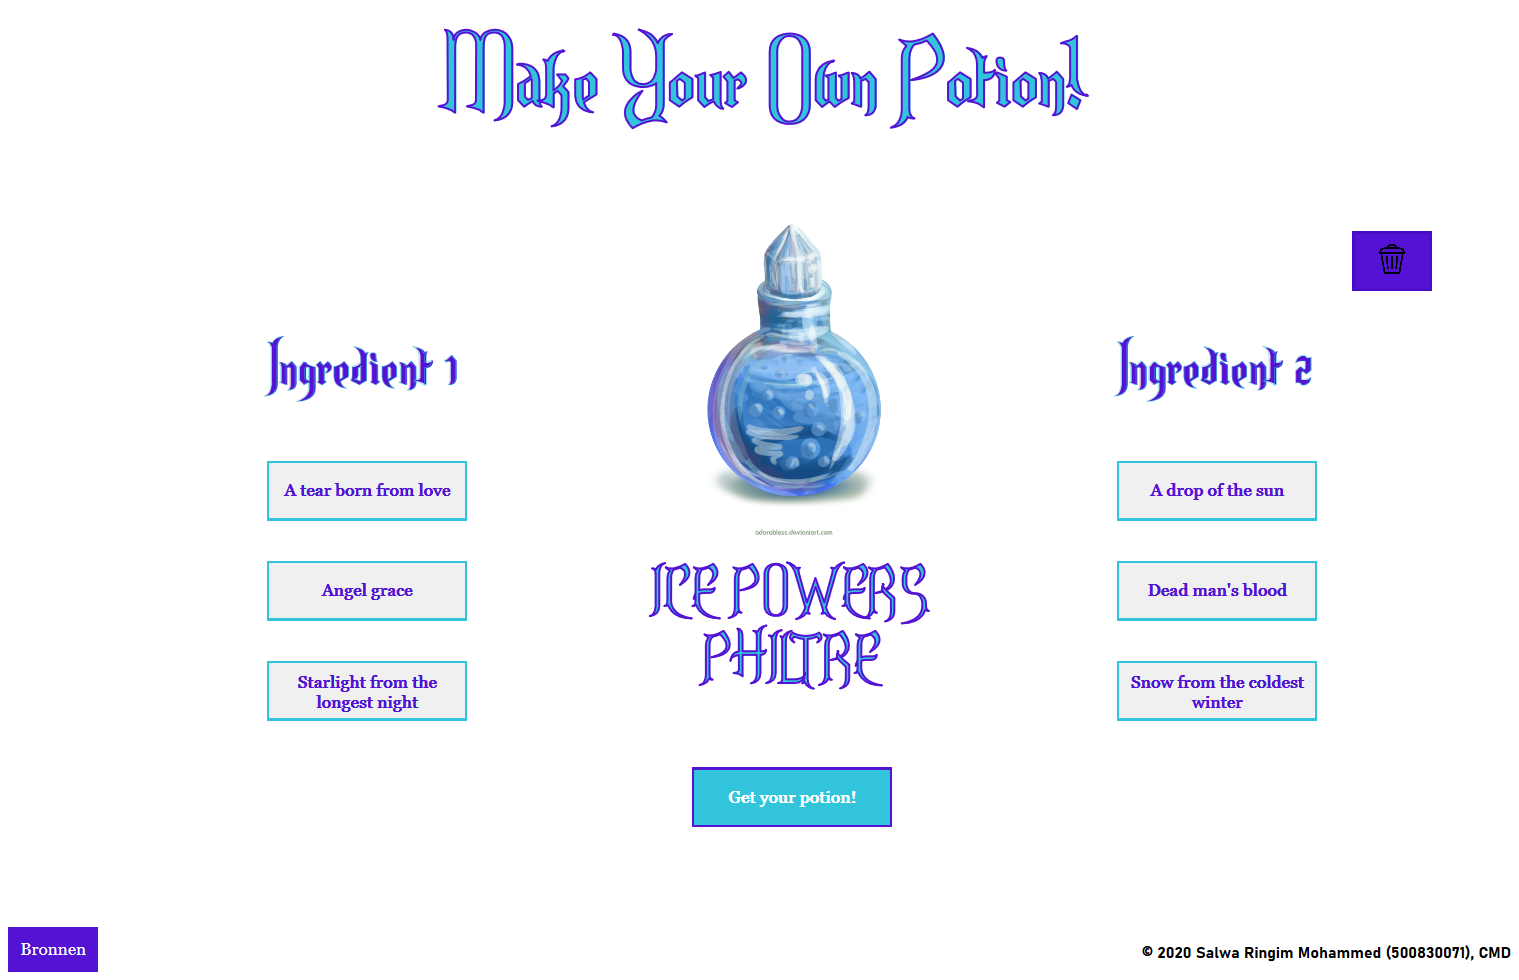 Make Your Own Potion!
Ingredient 1
A tear born from love
Angel grace
Starlight from the
longest night
adorabless.deviantart.com
ICE POWERS
PHILTRE
Get your potion!
Ingredient 2
A drop of the sun
Dead man's blood
Snow from the coldest
winter
Bronnen
© 2020 Salwa Ringim Mohammed (500830071), CMD